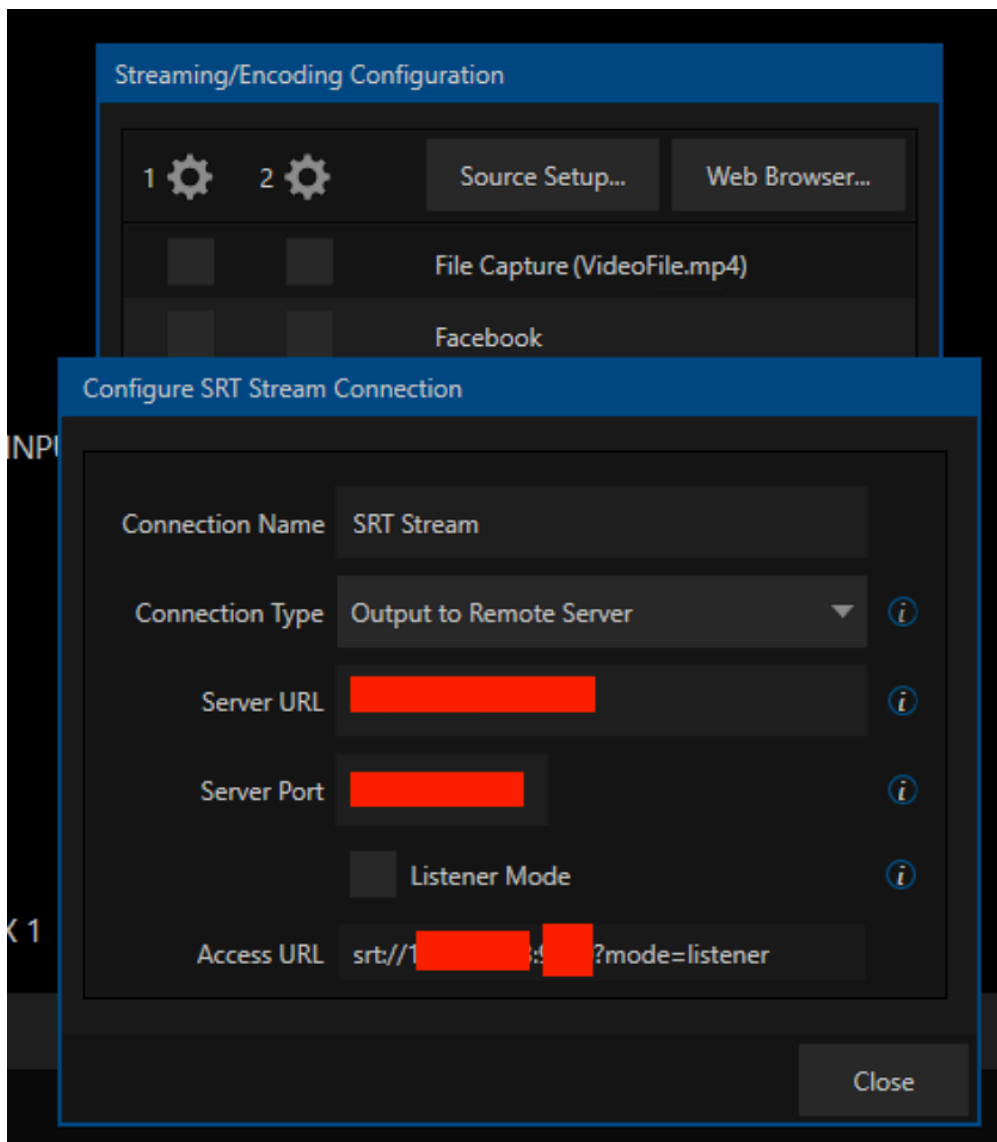 Streaming/Encoding Configuration
1 2 Source Setup... Web Browser...
File Capture (VideoFile.mp4)
Facebook
Configure SRT Stream Connection
Connection Name SRT Stream
Connection Type Output to Remote Server
Server URL
Server Port
Listener Mode
X 1
Access URL srt://1 :9 ?mode=listener
Close